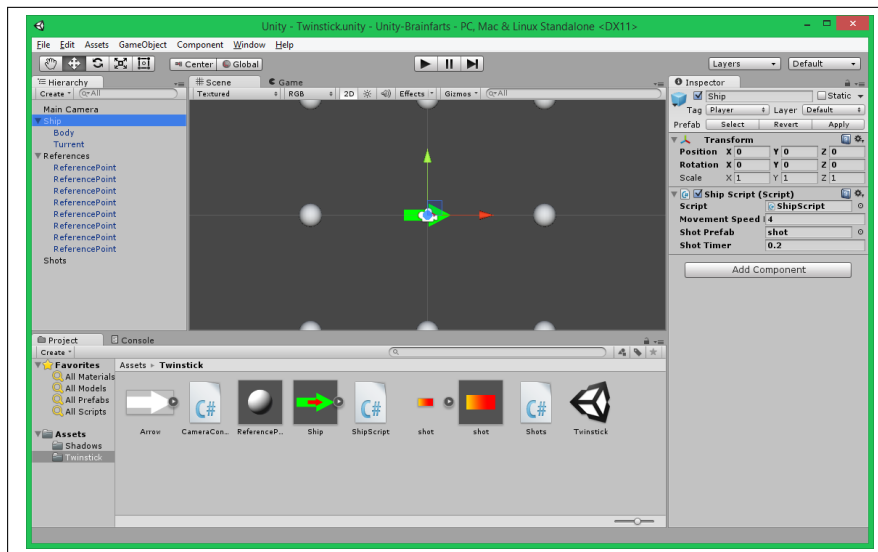 Unity - Twinstick.unity - Unity-Brainfarts - PC, Mac & Linux Standalone <DX11>
File Edit Assets GameObject Component Window Help
Center Global
Layers Default
Hierarchy
Create All
Main Camera
Ship
Body
Turrent
References
ReferencePoint
ReferencePoint
ReferencePoint
ReferencePoint
ReferencePoint
ReferencePoint
ReferencePoint
ReferencePoint
Shots
Scene Game
Textured RGB 2D Effects Gizmos All
Inspector
Ship Static
Tag Player Layer Default
Prefab Select Revert Apply
Transform
Position X 0 Y 0 Z 0
Rotation X 0 Y 0 Z 0
Scale X 1 Y 1 Z 1
Ship Script (Script)
Script ShipScript
Movement Speed 4
Shot Prefab shot
Shot Timer 0.2
Add Component
Project Console
Create
Favorites
All Materials
All Models
All Prefabs
All Scripts
Assets
Shadows
Twinstick
Assets ▸ Twinstick
C# C# C#
Arrow CameraCon... ReferenceP... Ship ShipScript shot shot Shots Twinstick